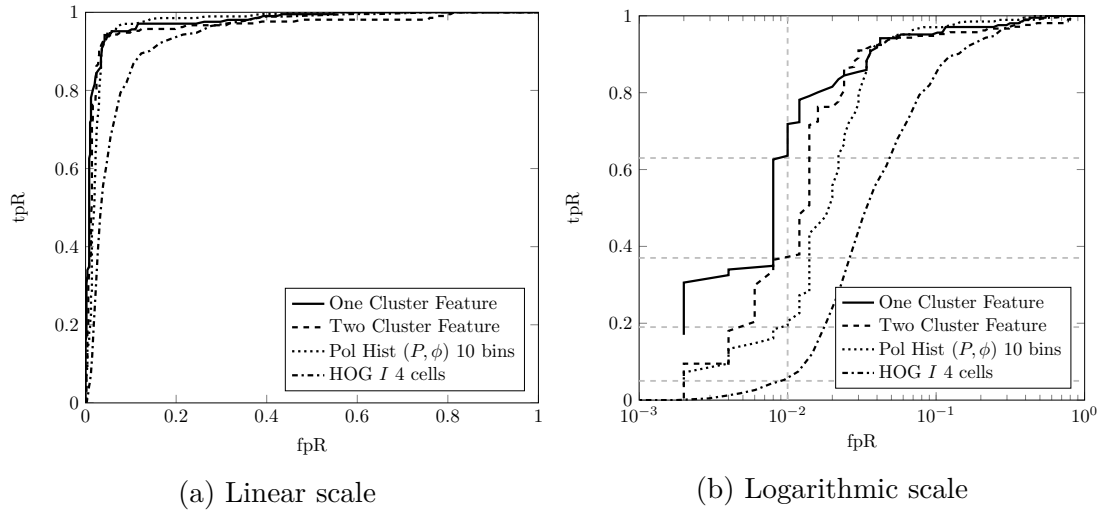 1
0.8
0.6
0.4
0.2
0
0
0.2
0.4
0.6
0.8
1
tpR
fpR
One Cluster Feature
Two Cluster Feature
Pol Hist (P, ϕ) 10 bins
HOG I 4 cells
(a) Linear scale
1
0.8
0.6
0.4
0.2
0
10⁻³
10⁻²
10⁻¹
10⁰
tpR
fpR
One Cluster Feature
Two Cluster Feature
Pol Hist (P, ϕ) 10 bins
HOG I 4 cells
(b) Logarithmic scale